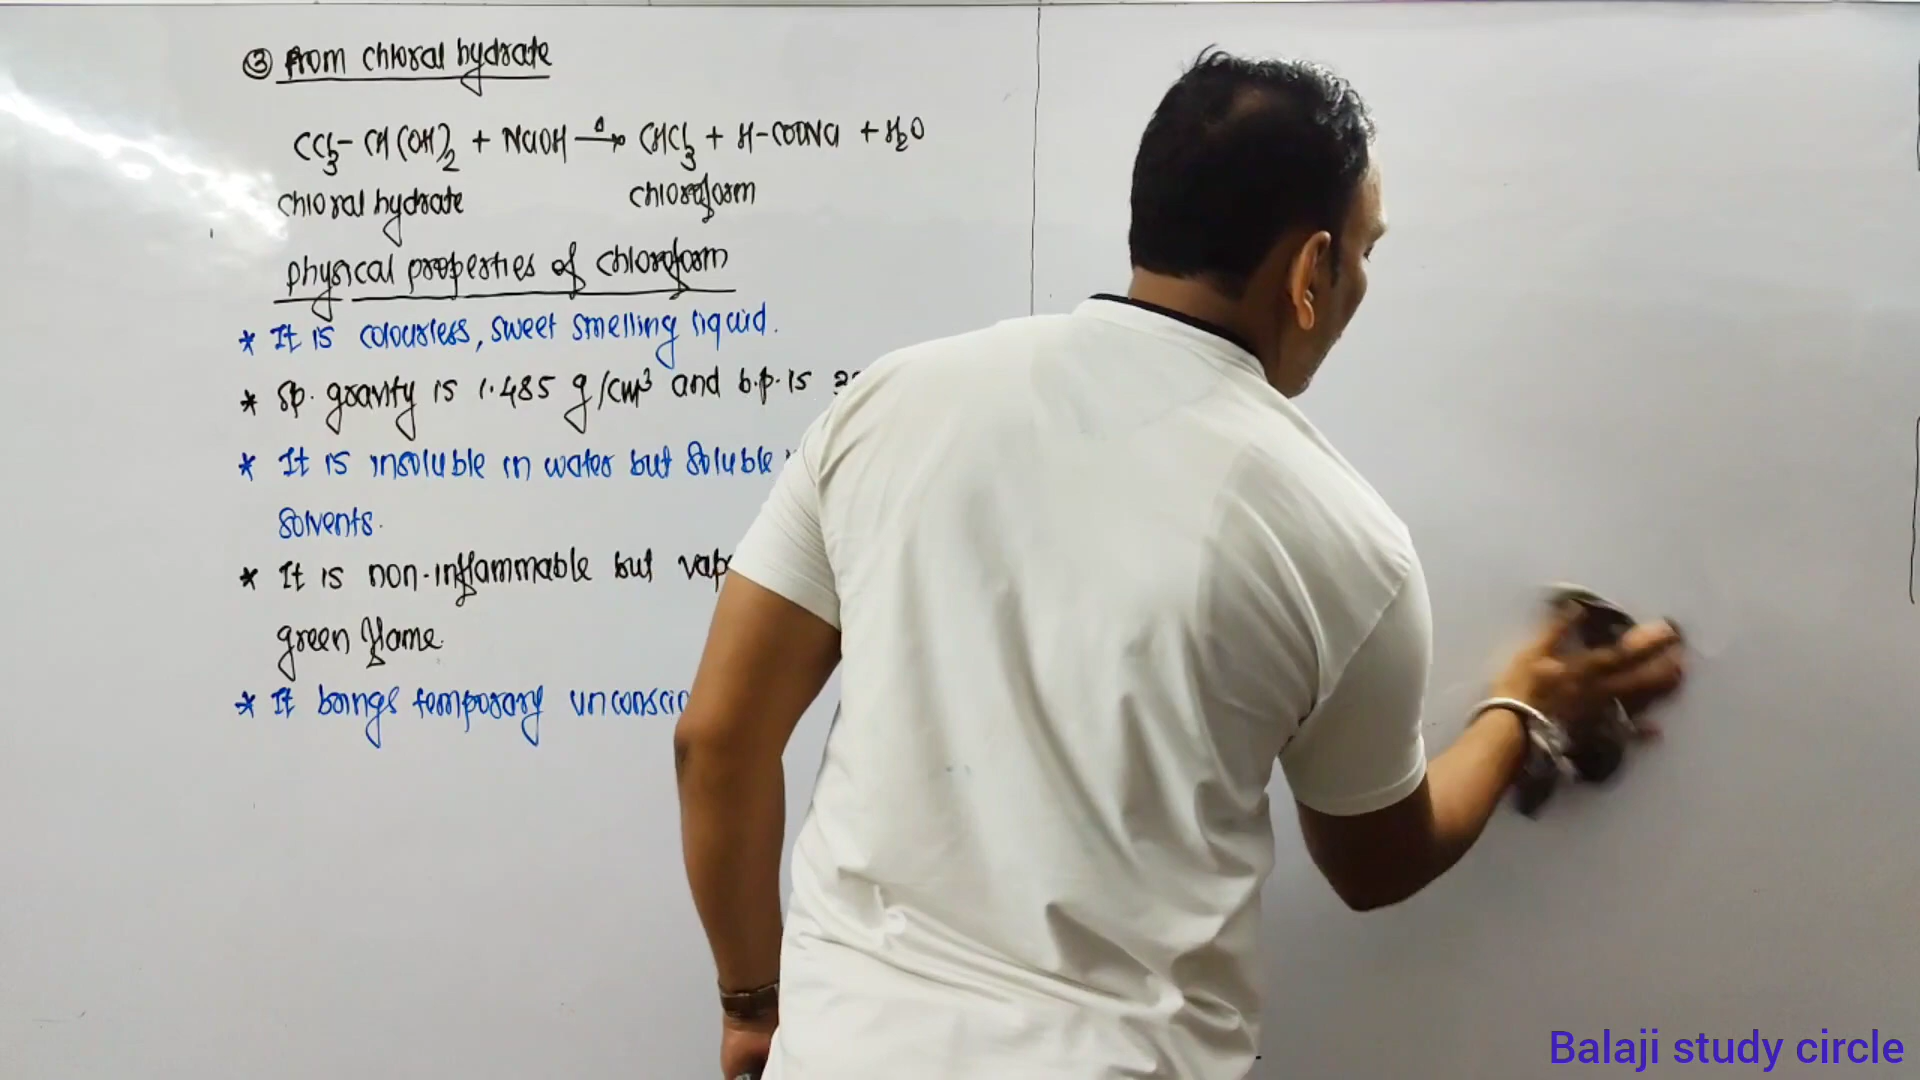 ③ From chloral hydrate
CCl₃-CH(OH)₂ + NaOH —Δ→ CHCl₃ + H-COONa + H₂O
chloral hydrate chloroform
physical properties of chloroform
* It is colourless, sweet smelling liquid.
* Sp. gravity is 1.485 g/cm³ and b.p. is
* It is insoluble in water but soluble
solvents.
* It is non-inflammable but
green flame.
* It brings temporary
Balaji study circle